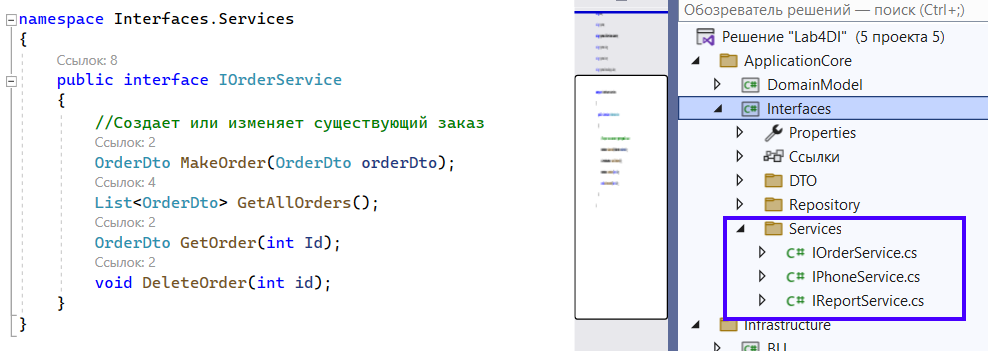 namespace Interfaces.Services
{
Ссылок: 8
public interface IOrderService
{
//Создает или изменяет существующий заказ
Ссылок: 2
OrderDto MakeOrder(OrderDto orderDto);
Ссылок: 4
List<OrderDto> GetAllOrders();
Ссылок: 2
OrderDto GetOrder(int Id);
Ссылок: 2
void DeleteOrder(int id);
}
}
Обозреватель решений — поиск (Ctrl+;)
Решение "Lab4DI" (5 проекта 5)
ApplicationCore
C# DomainModel
C# Interfaces
Properties
Ссылки
DTO
Repository
Services
C# IOrderService.cs
C# IPhoneService.cs
C# IReportService.cs
Infrastructure